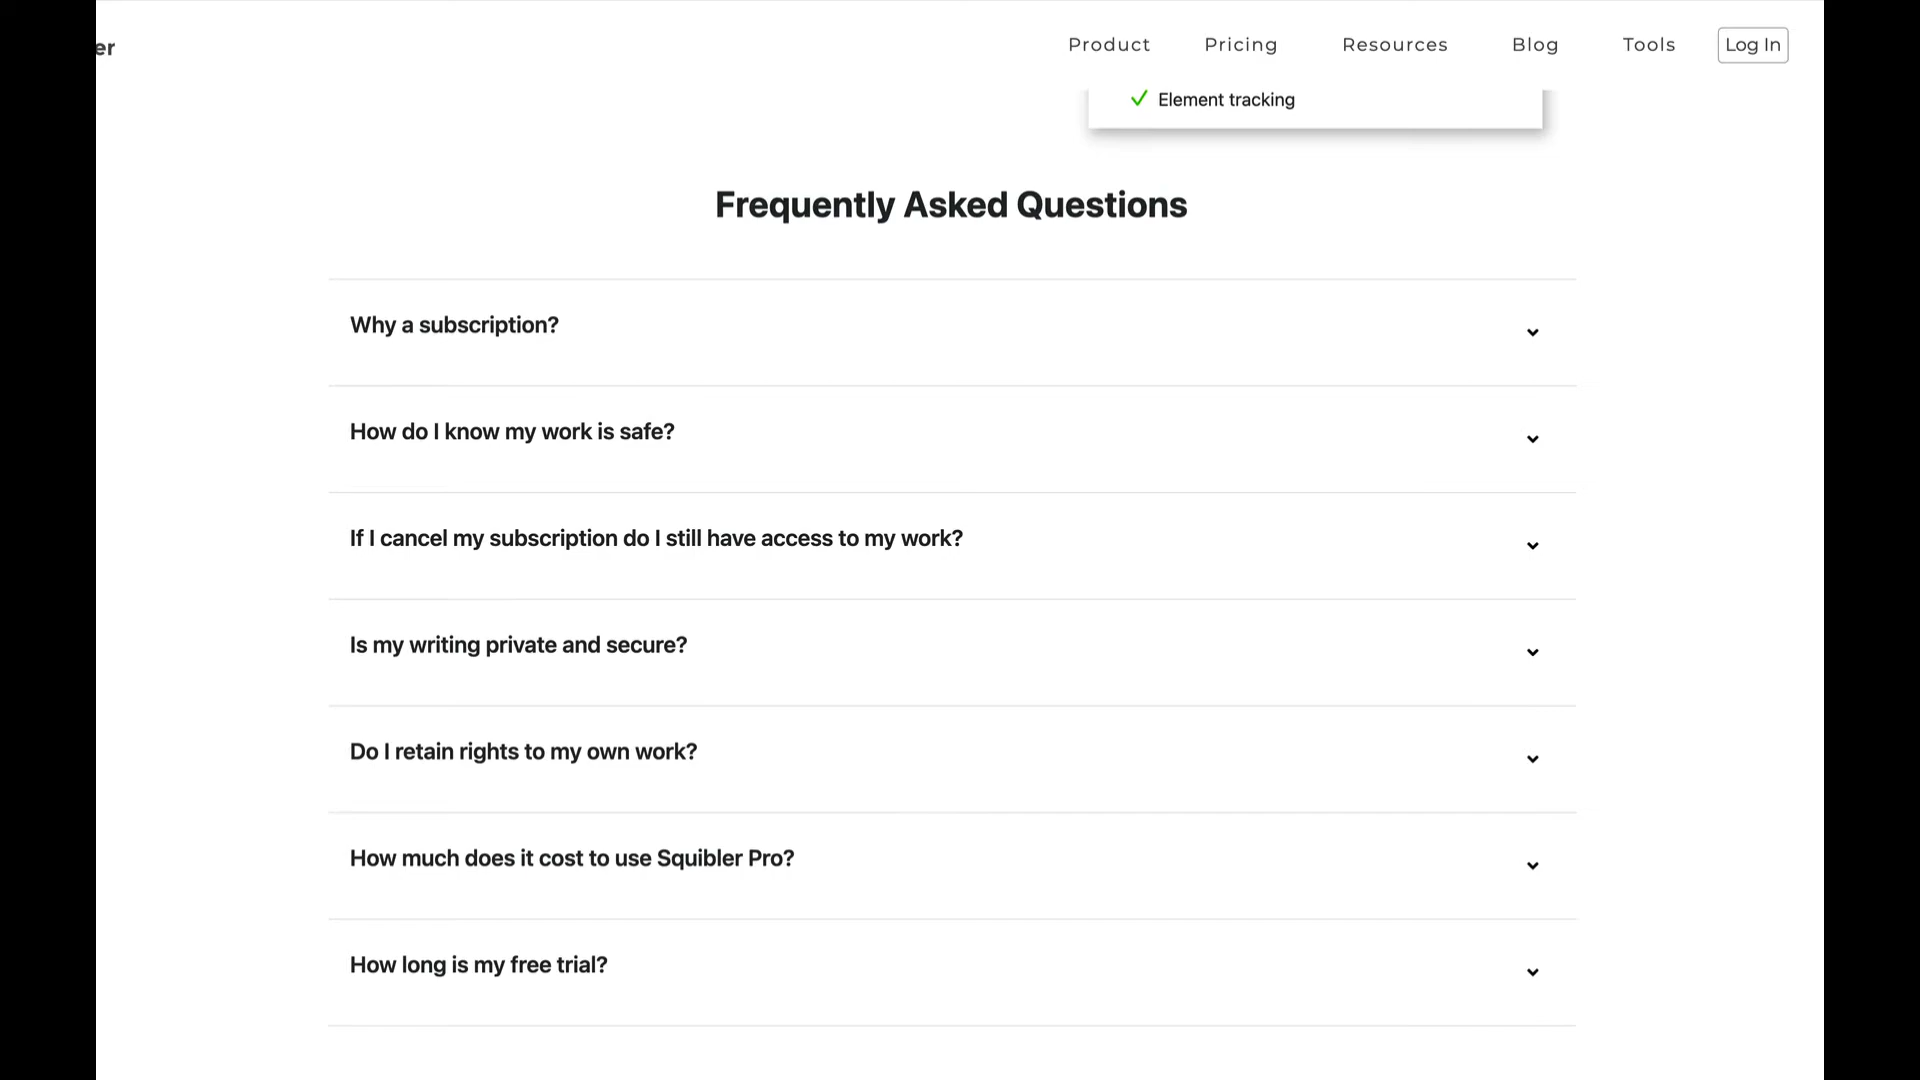 er
Product Pricing Resources Blog Tools Log In
Element tracking
Frequently Asked Questions
Why a subscription?
How do I know my work is safe?
If I cancel my subscription do I still have access to my work?
Is my writing private and secure?
Do I retain rights to my own work?
How much does it cost to use Squibler Pro?
How long is my free trial?